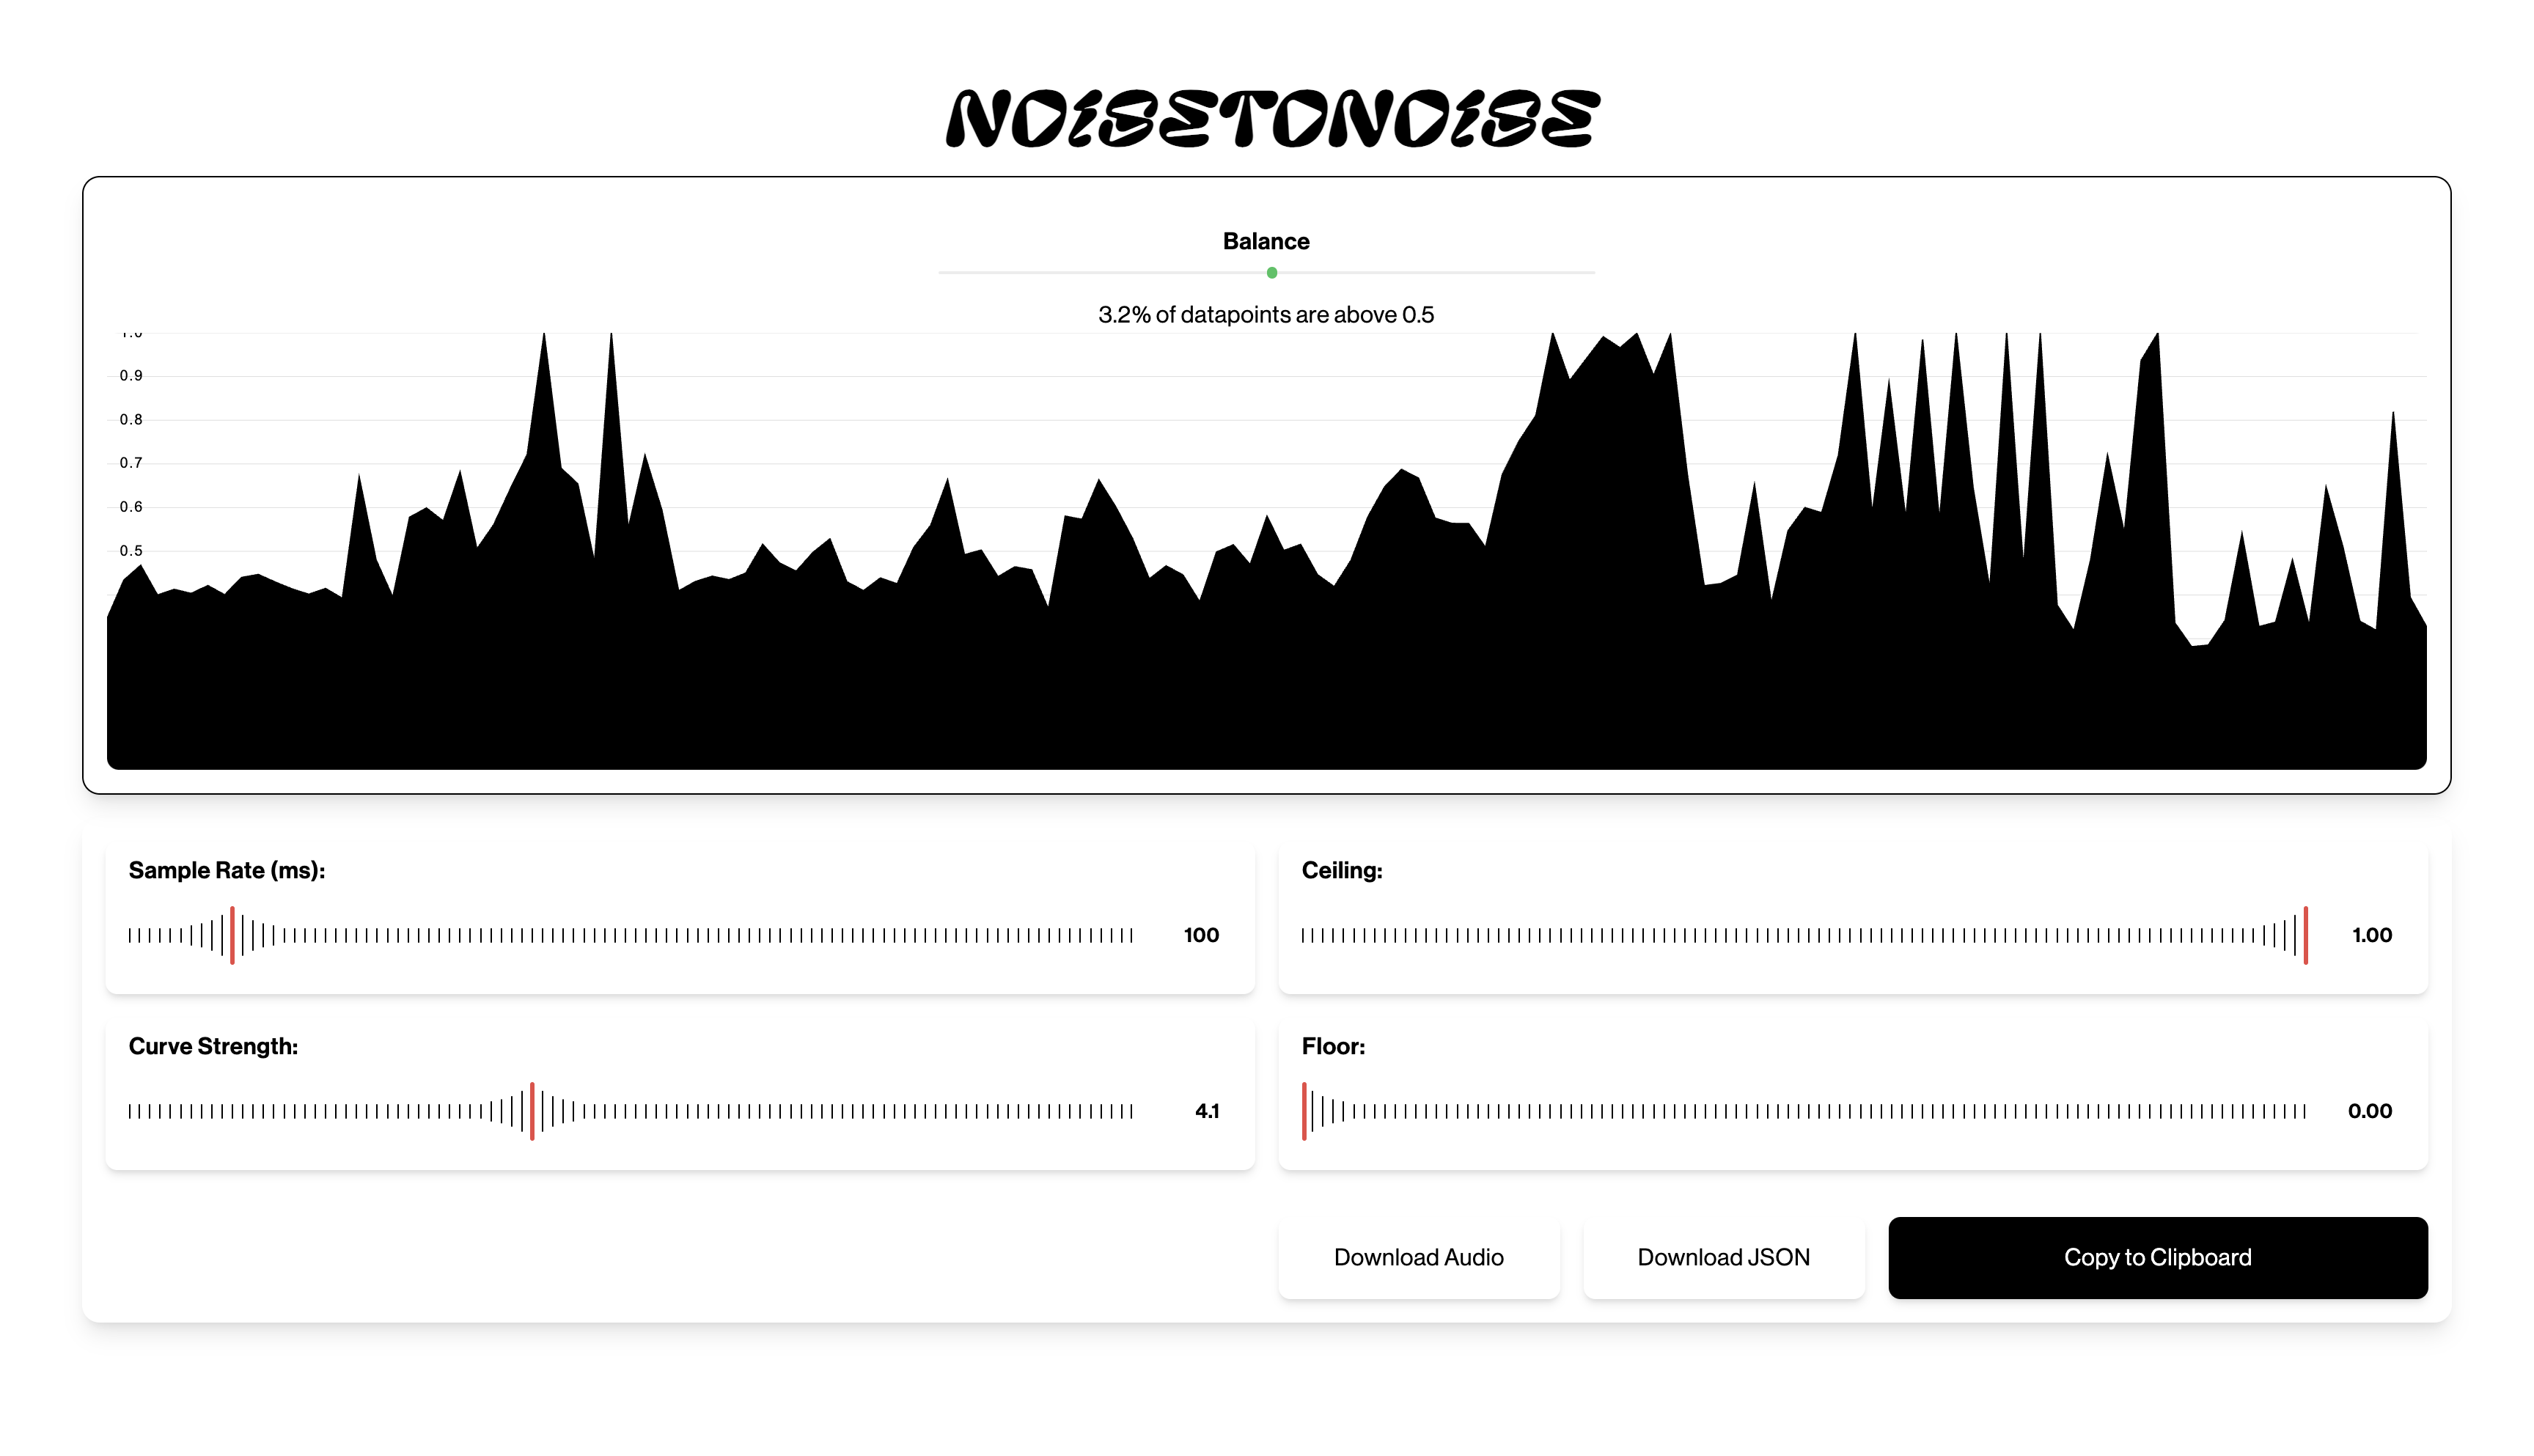 NOiSETONOiSE
Balance
3.2% of datapoints are above 0.5
1.0
0.9
0.8
0.7
0.6
0.5
Sample Rate (ms):
100
Ceiling:
1.00
Curve Strength:
4.1
Floor:
0.00
Download Audio
Download JSON
Copy to Clipboard